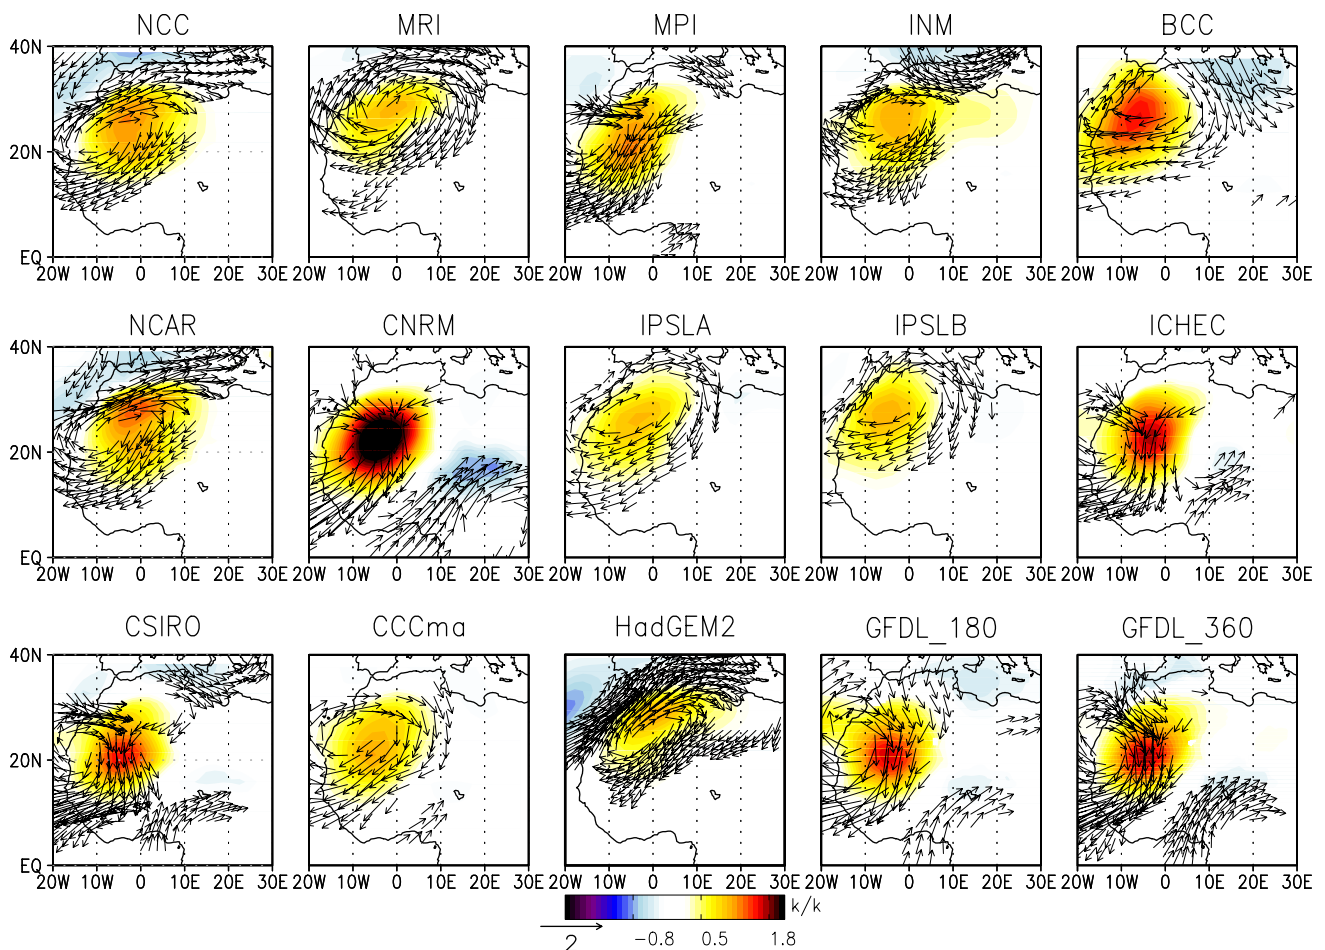 NCC MRI MPI INM BCC
40N
20N
EQ
20W 10W 0 10E 20E 30E 20W 10W 0 10E 20E 30E 20W 10W 0 10E 20E 30E 20W 10W 0 10E 20E 30E 20W 10W 0 10E 20E 30E
NCAR CNRM IPSLA IPSLB ICHEC
40N
20N
EQ
20W 10W 0 10E 20E 30E 20W 10W 0 10E 20E 30E 20W 10W 0 10E 20E 30E 20W 10W 0 10E 20E 30E 20W 10W 0 10E 20E 30E
CSIRO CCCma HadGEM2 GFDL_180 GFDL_360
40N
20N
EQ
20W 10W 0 10E 20E 30E 20W 10W 0 10E 20E 30E 20W 10W 0 10E 20E 30E 20W 10W 0 10E 20E 30E 20W 10W 0 10E 20E 30E
k/k
2 -0.8 0.5 1.8